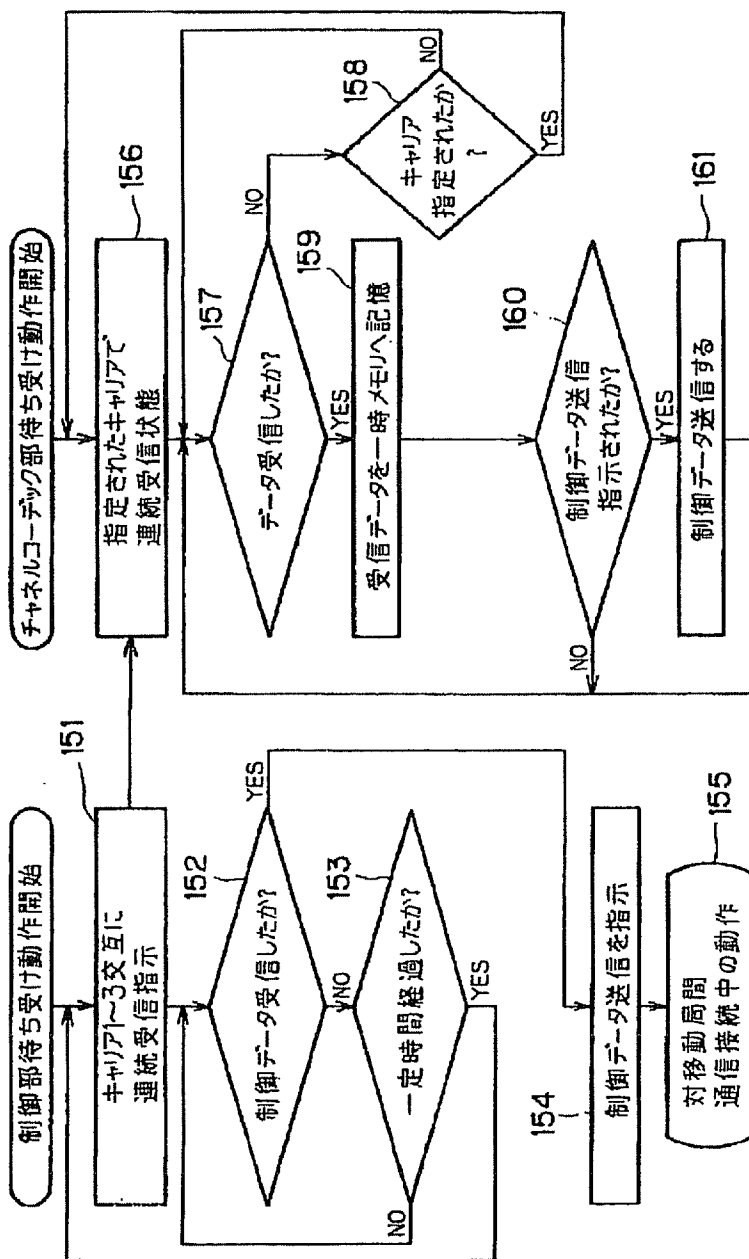 制御部待ち受け動作開始
151
キャリア1~3交互に
連続受信指示
152
制御データ受信したか?
YES
NO
153
一定時間経過したか?
NO
YES
154
制御データ送信を指示
155
対移動局間
通信接続中の動作
チャネルコーデック部待ち受け動作開始
156
指定されたキャリアで
連続受信状態
157
データ受信したか?
NO
YES
158
キャリア
指定されたか
?
NO
YES
159
受信データを一時メモリへ記憶
160
制御データ送信
指示されたか?
NO
YES
161
制御データ送信する